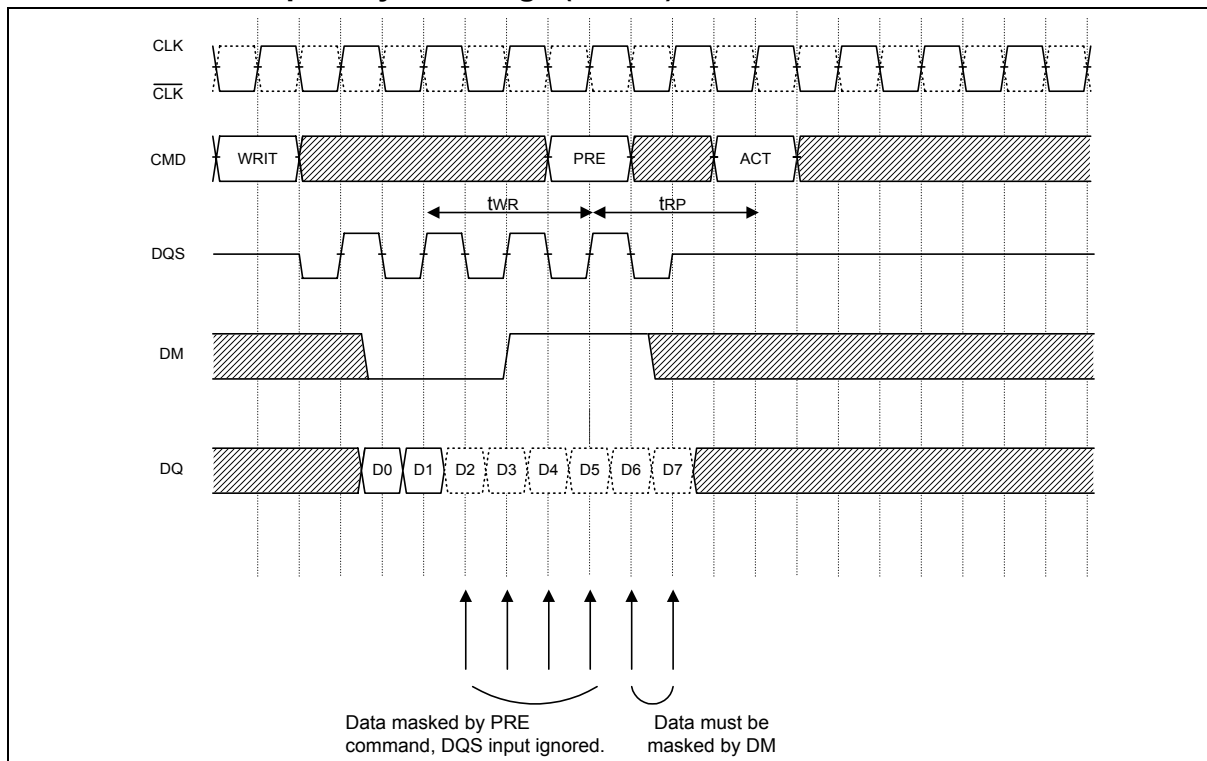 CLK
CLK
CMD
WRIT
PRE
ACT
tWR
tRP
DQS
DM
DQ
D0
D1
D2
D3
D4
D5
D6
D7
Data masked by PRE
command, DQS input ignored.
Data must be
masked by DM